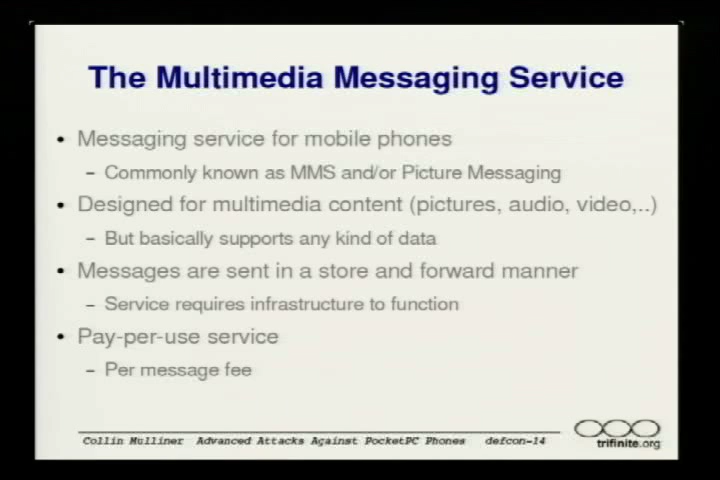 The Multimedia Messaging Service
• Messaging service for mobile phones
– Commonly known as MMS and/or Picture Messaging
• Designed for multimedia content (pictures, audio, video,..)
– But basically supports any kind of data
• Messages are sent in a store and forward manner
– Service requires infrastructure to function
• Pay-per-use service
– Per message fee
Collin Mulliner Advanced Attacks Against PocketPC Phones defcon-14
trifinite.org